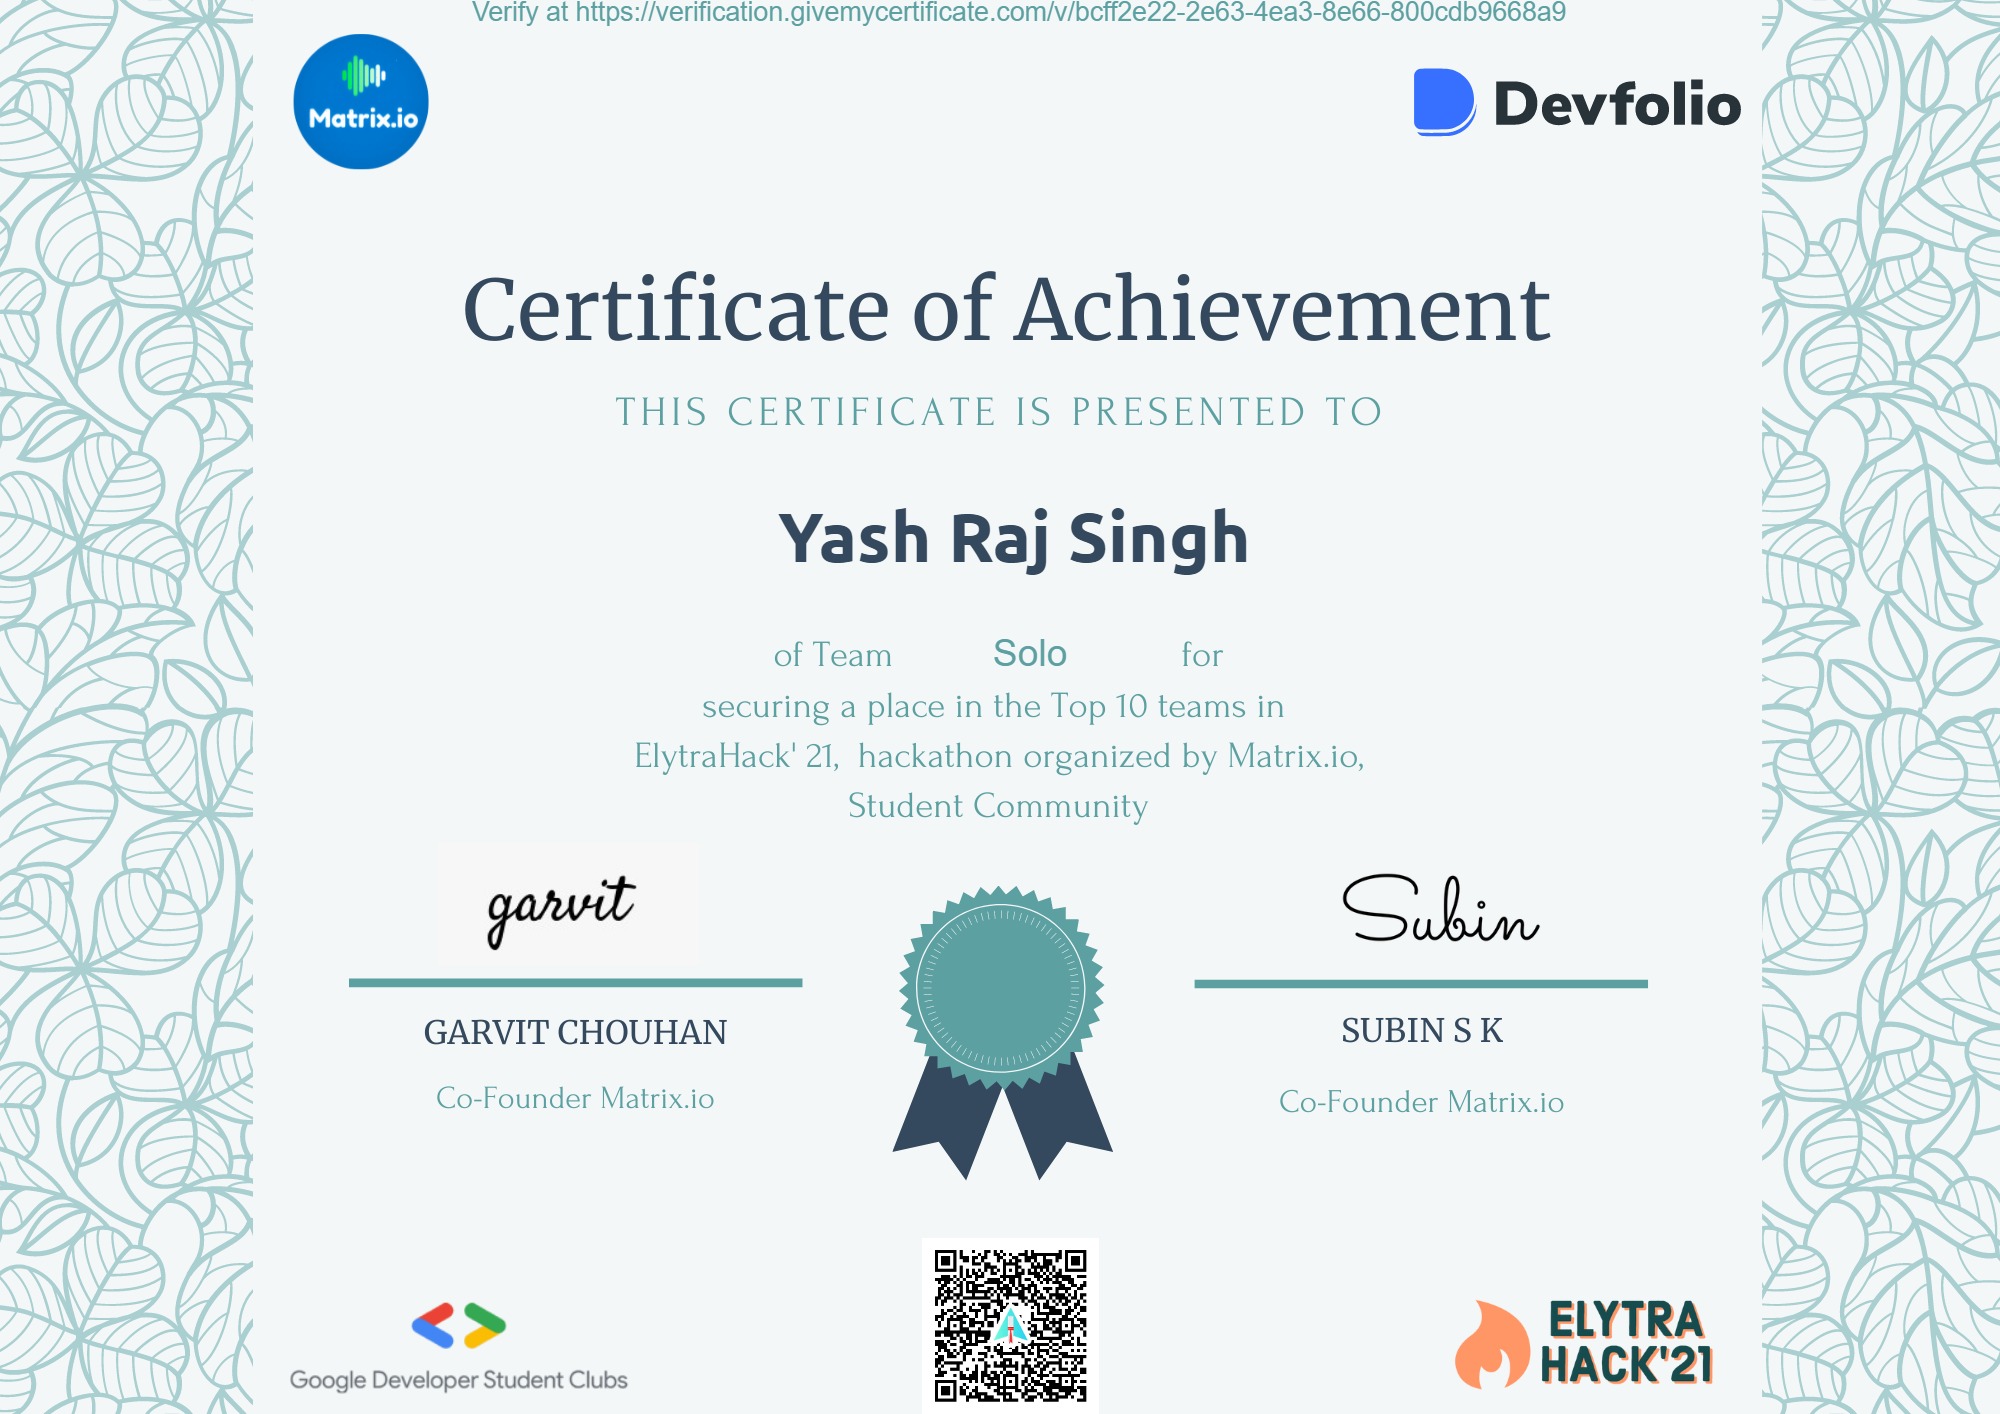 Verify at https://verification.givemycertificate.com/v/bcff2e22-2e63-4ea3-8e66-800cdb9668a9
Matrix.io
Devfolio
Certificate of Achievement
THIS CERTIFICATE IS PRESENTED TO
Yash Raj Singh
of Team Solo for
securing a place in the Top 10 teams in
ElytraHack' 21, hackathon organized by Matrix.io,
Student Community
garvit
Subin
GARVIT CHOUHAN
SUBIN S K
Co-Founder Matrix.io
Co-Founder Matrix.io
Google Developer Student Clubs
ELYTRA
HACK'21